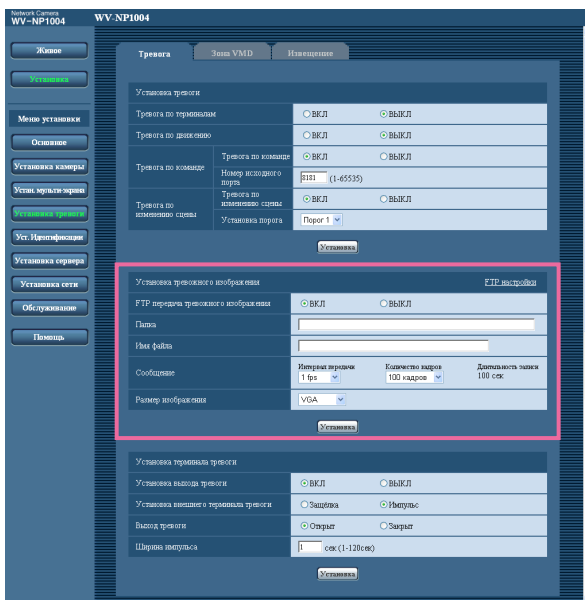 Network Camera
WV-NP1004
WV-NP1004
Живое
Установка
Меню установки
Основное
Установка камеры
Устан. мульти-экрана
Установка тревоги
Уст. Идентификации
Установка сервера
Установка сети
Обслуживание
Помощь
Тревога Зона VMD Извещение
Установка тревоги
Тревога по терминалам ВКЛ ВЫКЛ
Тревога по движению ВКЛ ВЫКЛ
Тревога по команде
Тревога по команде ВКЛ ВЫКЛ
Номер исходного порта 8181 (1-65535)
Тревога по изменению сцены
Тревога по изменению сцены ВКЛ ВЫКЛ
Установка порога Порог 1
Установка
Установка тревожного изображения FTP настройки
FTP передача тревожного изображения ВКЛ ВЫКЛ
Папка
Имя файла
Сообщение
Интервал передачи Количество кадров Длительность записи
1 fps 100 кадров 100 сек
Размер изображения VGA
Установка
Установка терминала тревоги
Установка выхода тревоги ВКЛ ВЫКЛ
Установка внешнего терминала тревоги Защёлка Импульс
Выход тревоги Открыт Закрыт
Ширина импульса 1 сек (1-120сек)
Установка